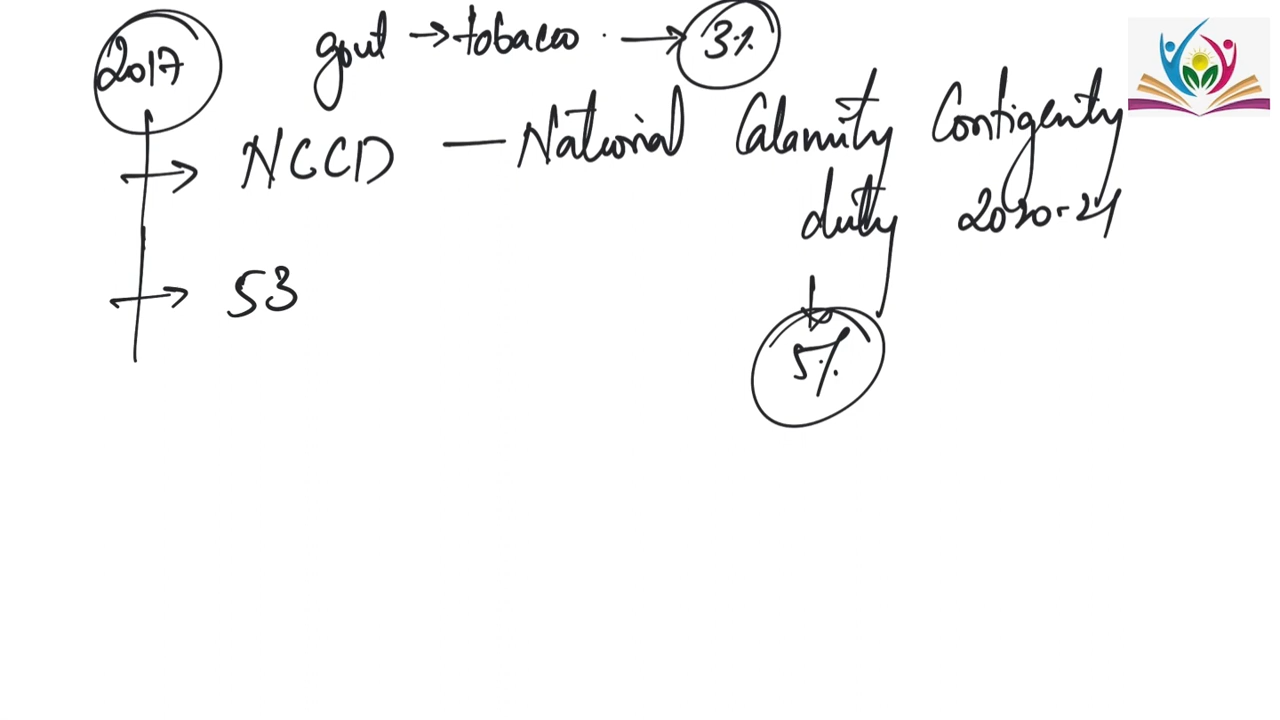 2017 govt → tobacco → 3%
→ NCCD — National Calamity Contigenty
duty 2020-21
→ 53
5%